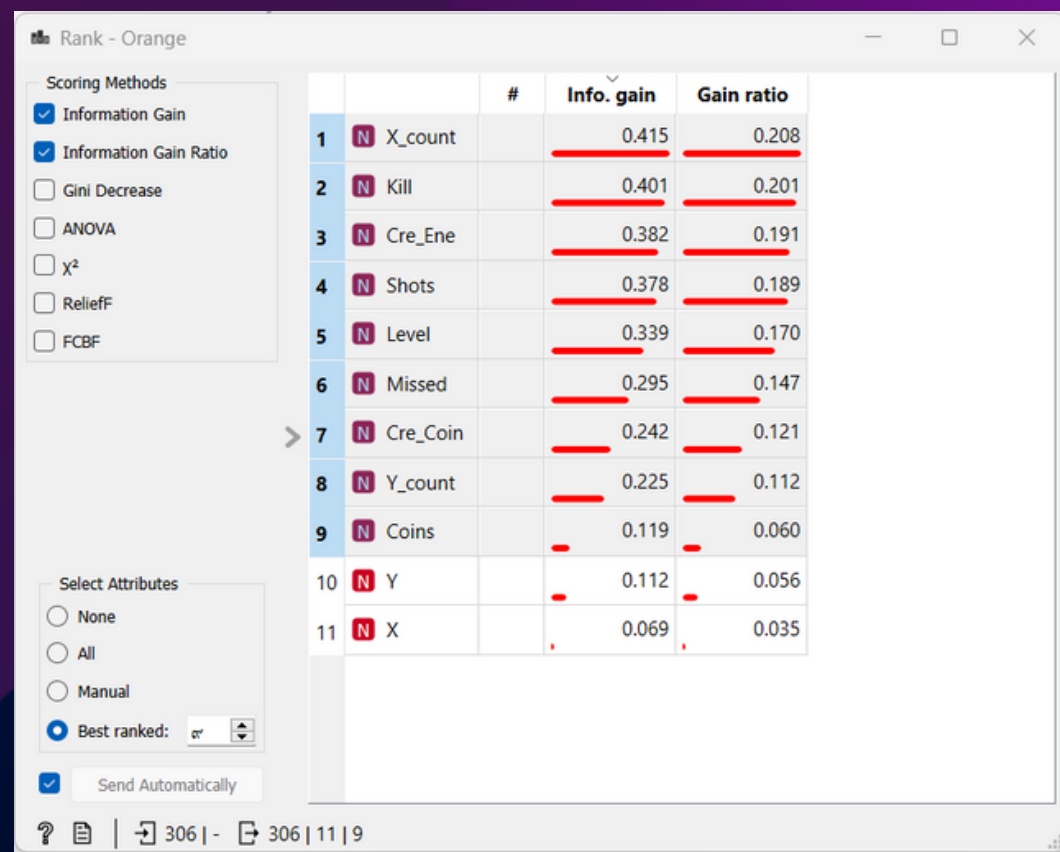 Rank - Orange
Scoring Methods
Information Gain
Information Gain Ratio
Gini Decrease
ANOVA
χ²
ReliefF
FCBF
Select Attributes
None
All
Manual
Best ranked: ๙
Send Automatically
# Info. gain Gain ratio
1 N X_count 0.415 0.208
2 N Kill 0.401 0.201
3 N Cre_Ene 0.382 0.191
4 N Shots 0.378 0.189
5 N Level 0.339 0.170
6 N Missed 0.295 0.147
7 N Cre_Coin 0.242 0.121
8 N Y_count 0.225 0.112
9 N Coins 0.119 0.060
10 N Y 0.112 0.056
11 N X 0.069 0.035
? 306 | - 306 | 11 | 9